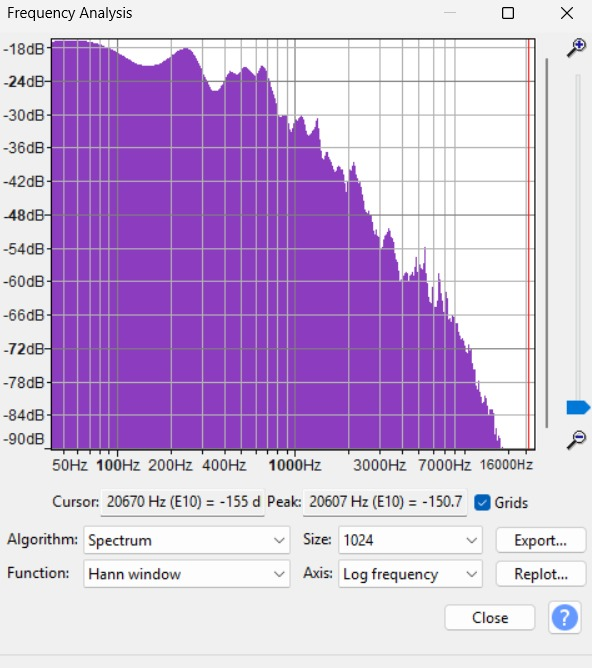 Frequency Analysis
-18dB
-24dB
-30dB
-36dB
-42dB
-48dB
-54dB
-60dB
-66dB
-72dB
-78dB
-84dB
-90dB
50Hz 100Hz 200Hz 400Hz 1000Hz 3000Hz 7000Hz 16000Hz
Cursor: 20670 Hz (E10) = -155 d Peak: 20607 Hz (E10) = -150.7 Grids
Algorithm: Spectrum Size: 1024 Export...
Function: Hann window Axis: Log frequency Replot...
Close ?